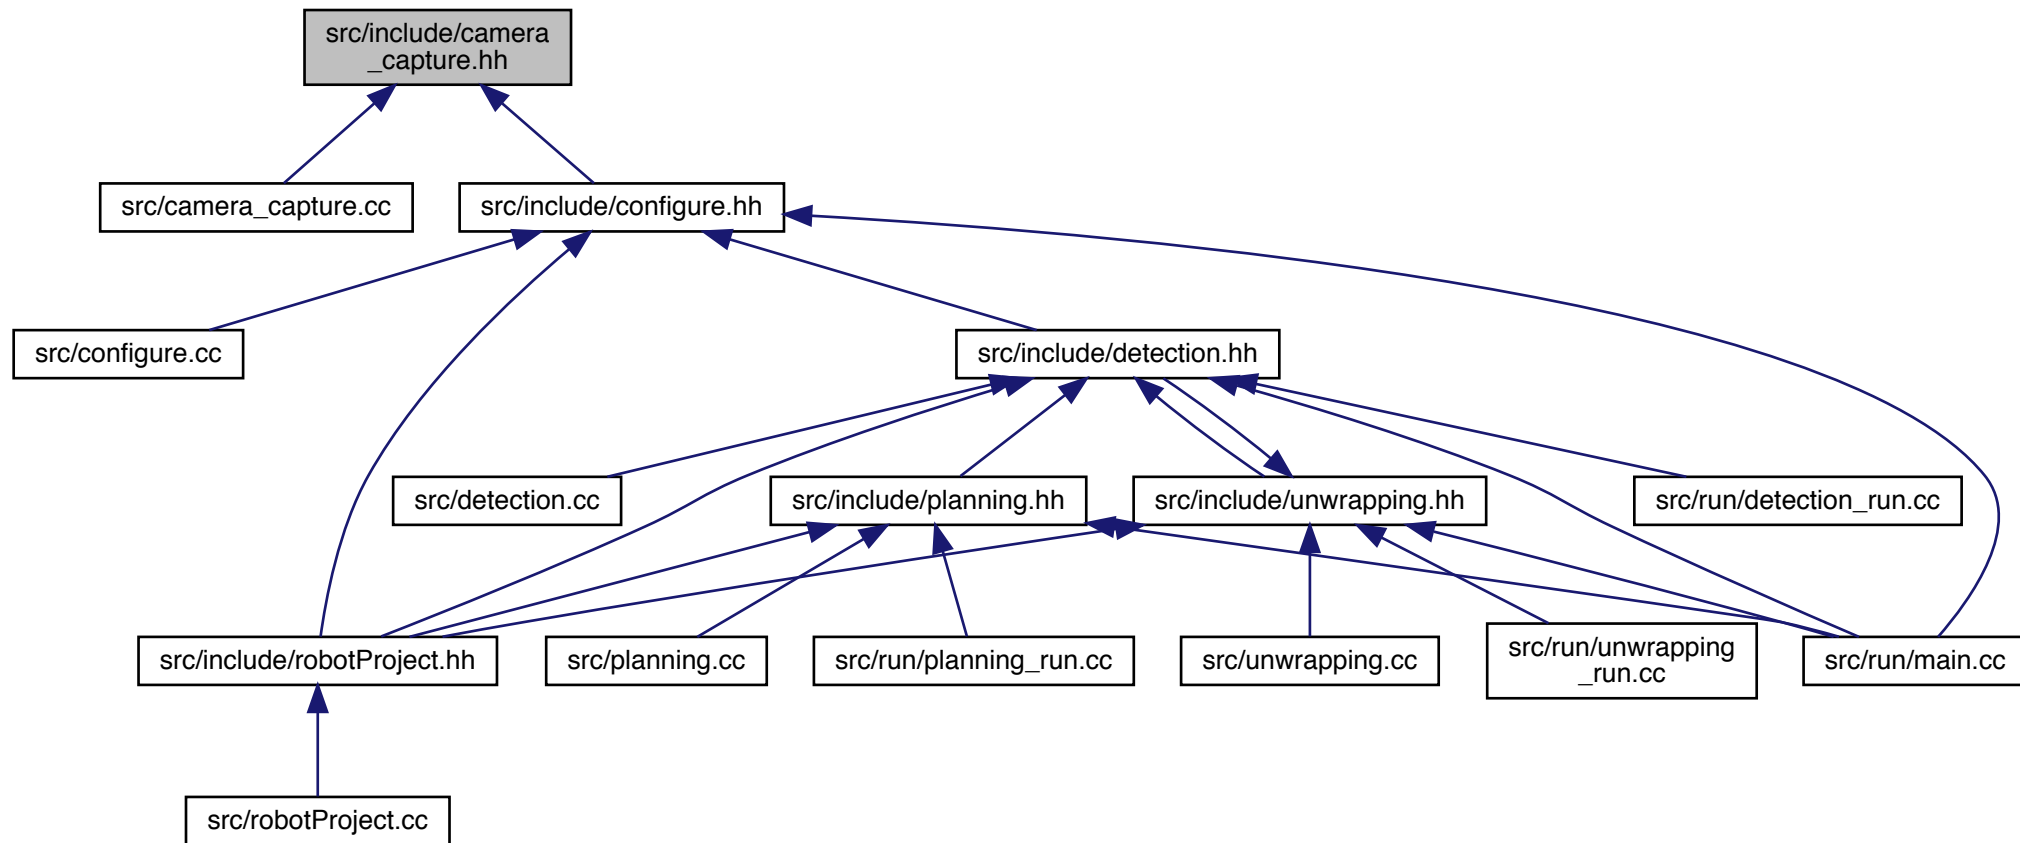 src/include/camera
_capture.hh
src/camera_capture.cc
src/include/configure.hh
src/configure.cc
src/include/detection.hh
src/detection.cc
src/include/planning.hh
src/include/unwrapping.hh
src/run/detection_run.cc
src/include/robotProject.hh
src/planning.cc
src/run/planning_run.cc
src/unwrapping.cc
src/run/unwrapping
_run.cc
src/run/main.cc
src/robotProject.cc